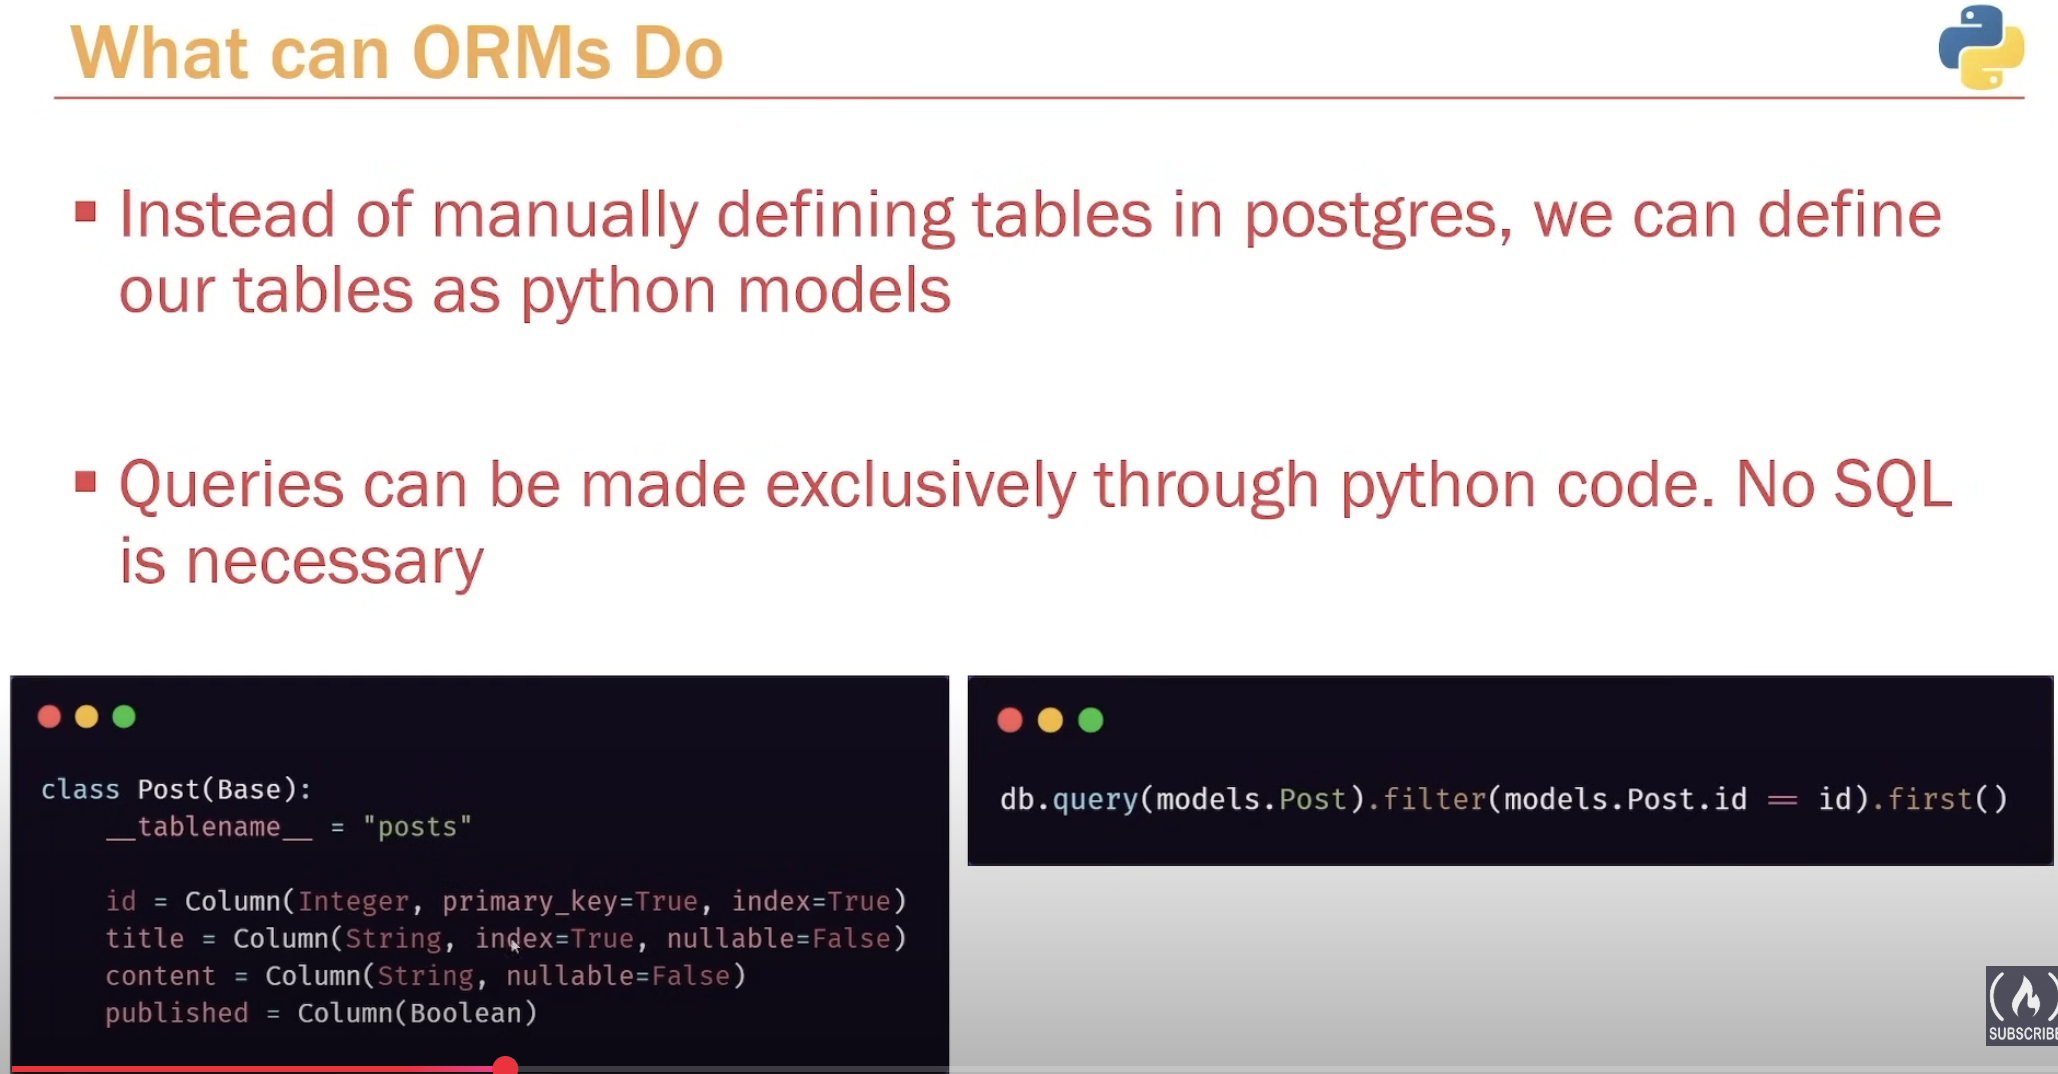 What can ORMs Do
Instead of manually defining tables in postgres, we can define
our tables as python models
Queries can be made exclusively through python code. No SQL
is necessary
class Post(Base):
    __tablename__ = "posts"
    id = Column(Integer, primary_key=True, index=True)
    title = Column(String, index=True, nullable=False)
    content = Column(String, nullable=False)
    published = Column(Boolean)
db.query(models.Post).filter(models.Post.id == id).first()
SUBSCRIBE